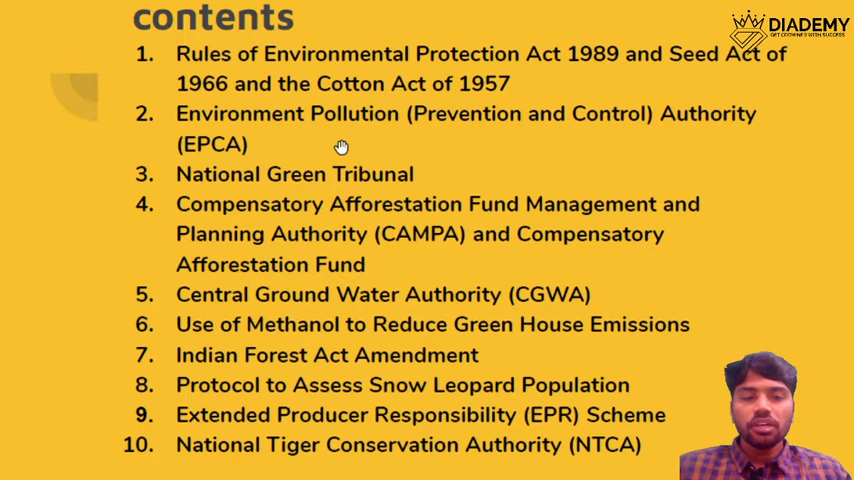 contents
DIADEMY
GET CROWNED WITH SUCCESS
1. Rules of Environmental Protection Act 1989 and Seed Act of
1966 and the Cotton Act of 1957
2. Environment Pollution (Prevention and Control) Authority
(EPCA)
3. National Green Tribunal
4. Compensatory Afforestation Fund Management and
Planning Authority (CAMPA) and Compensatory
Afforestation Fund
5. Central Ground Water Authority (CGWA)
6. Use of Methanol to Reduce Green House Emissions
7. Indian Forest Act Amendment
8. Protocol to Assess Snow Leopard Population
9. Extended Producer Responsibility (EPR) Scheme
10. National Tiger Conservation Authority (NTCA)